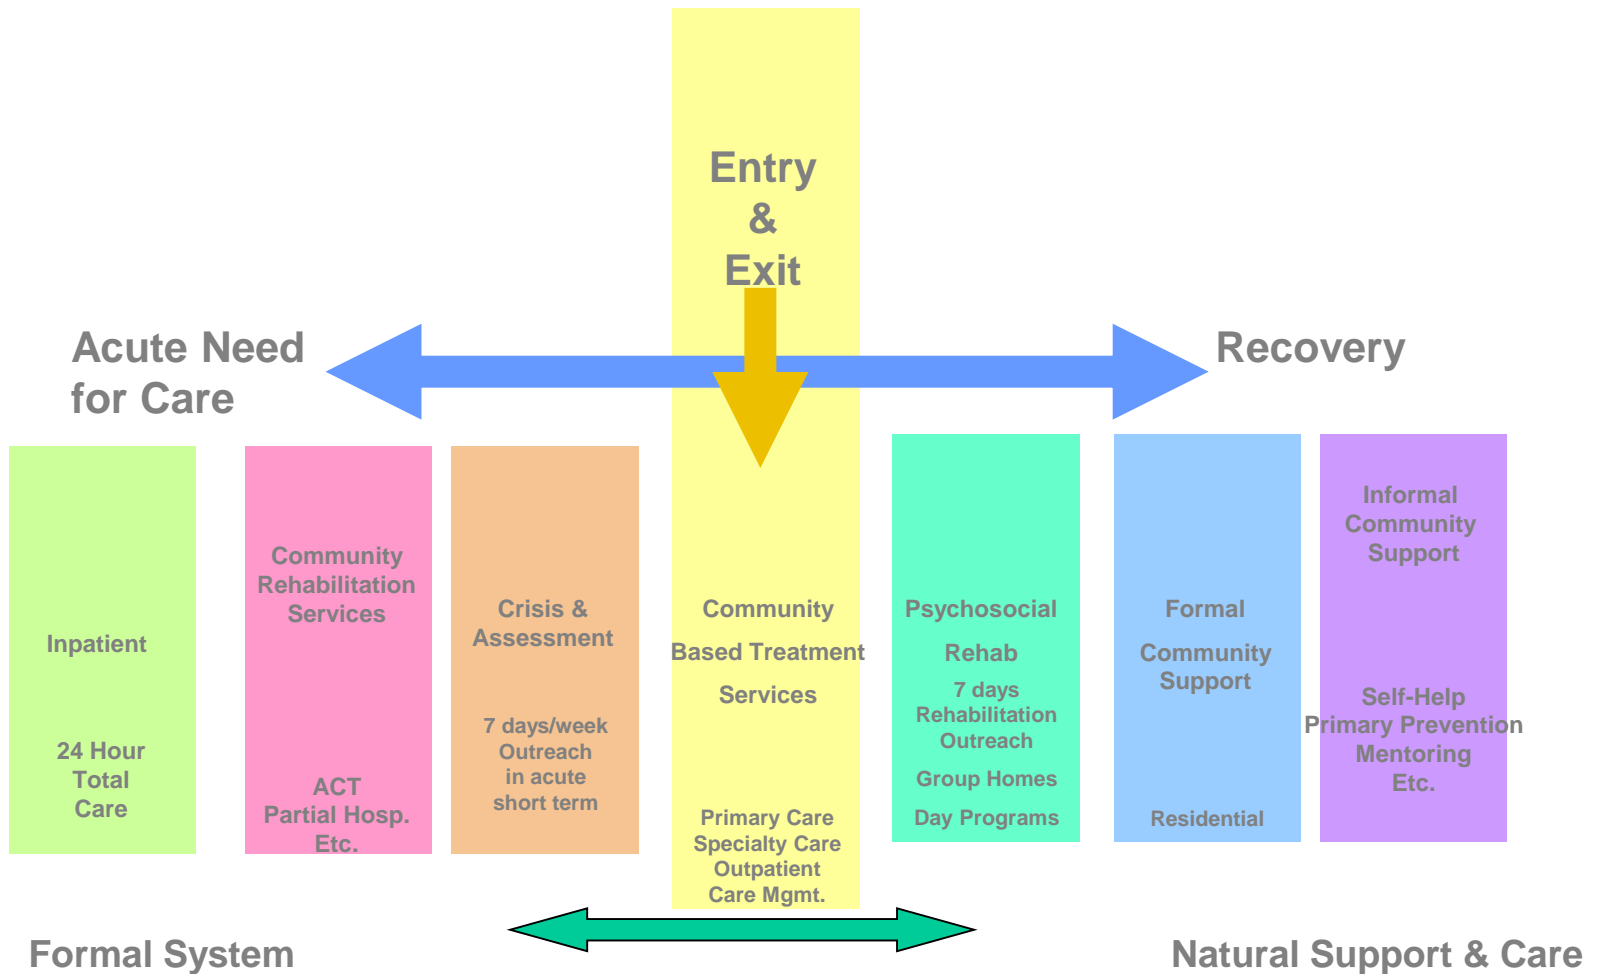 Entry
&
Exit
Acute Need
for Care
Recovery
Inpatient
24 Hour
Total
Care
Community
Rehabilitation
Services
ACT
Partial Hosp.
Etc.
Crisis &
Assessment
7 days/week
Outreach
in acute
short term
Community
Based Treatment
Services
Primary Care
Specialty Care
Outpatient
Care Mgmt.
Psychosocial
Rehab
7 days
Rehabilitation
Outreach
Group Homes
Day Programs
Formal
Community
Support
Residential
Informal
Community
Support
Self-Help
Primary Prevention
Mentoring
Etc.
Formal System
Natural Support & Care